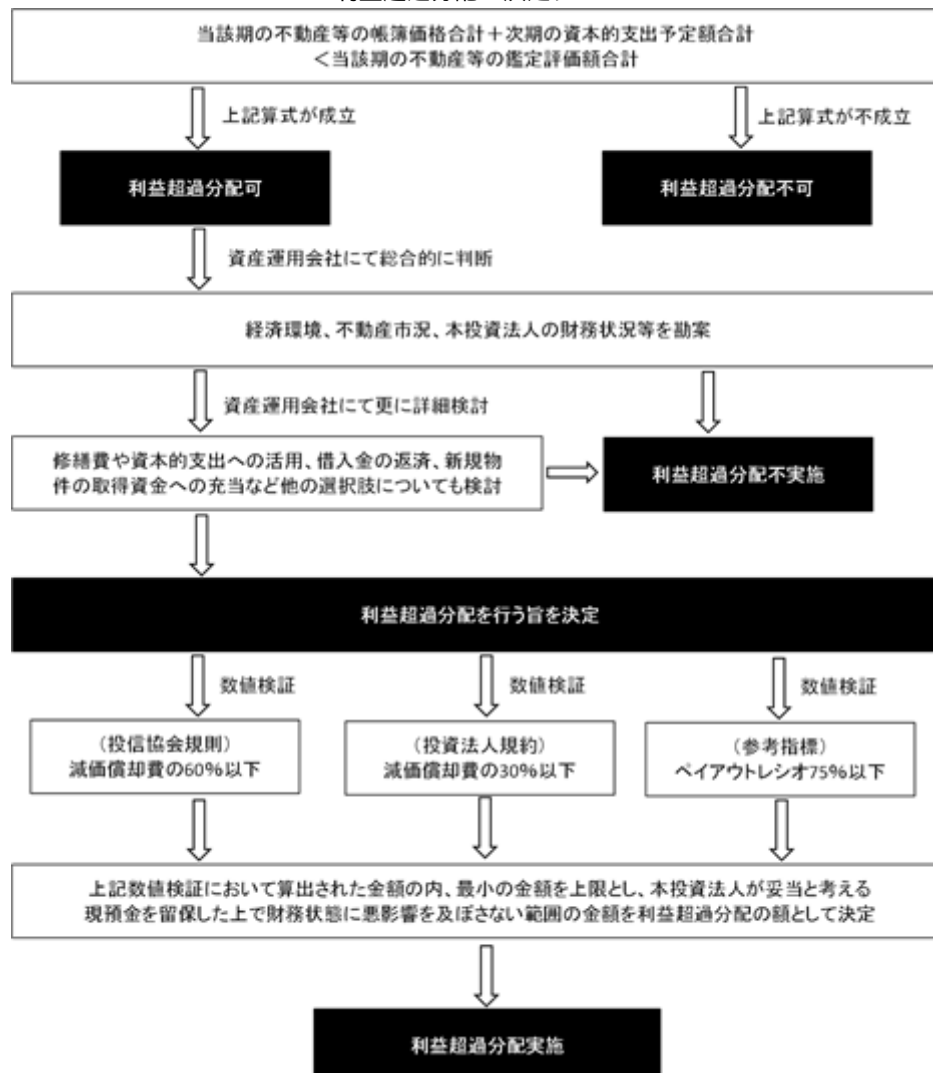 当該期の不動産等の帳簿価格合計＋次期の資本的支出予定額合計
＜当該期の不動産等の鑑定評価額合計
上記算式が成立
上記算式が不成立
利益超過分配可
利益超過分配不可
資産運用会社にて総合的に判断
経済環境、不動産市況、本投資法人の財務状況等を勘案
資産運用会社にて更に詳細検討
修繕費や資本的支出への活用、借入金の返済、新規物
件の取得資金への充当など他の選択肢についても検討
利益超過分配不実施
利益超過分配を行う旨を決定
数値検証
数値検証
数値検証
（投信協会規則）
減価償却費の60％以下
（投資法人規約）
減価償却費の30％以下
（参考指標）
ペイアウトレシオ75％以下
上記数値検証において算出された金額の内、最小の金額を上限とし、本投資法人が妥当と考える
現預金を留保した上で財務状態に悪影響を及ぼさない範囲の金額を利益超過分配の額として決定
利益超過分配実施